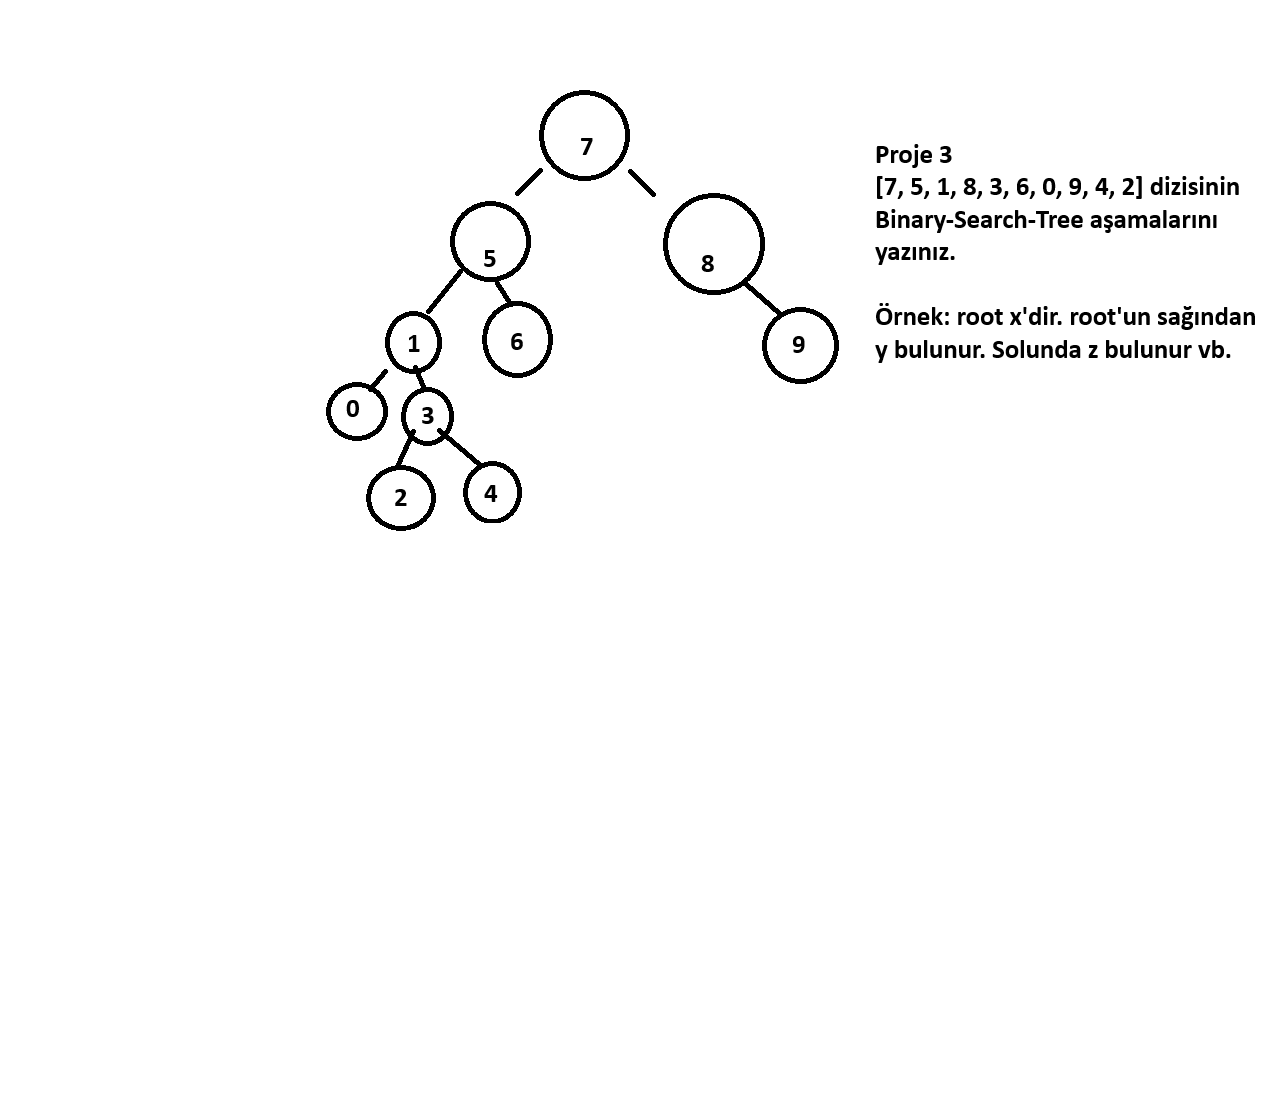 7
5
8
1
6
9
0
3
2
4
Proje 3
[7, 5, 1, 8, 3, 6, 0, 9, 4, 2] dizisinin
Binary-Search-Tree aşamalarını
yazınız.
Örnek: root x'dir. root'un sağından
y bulunur. Solunda z bulunur vb.